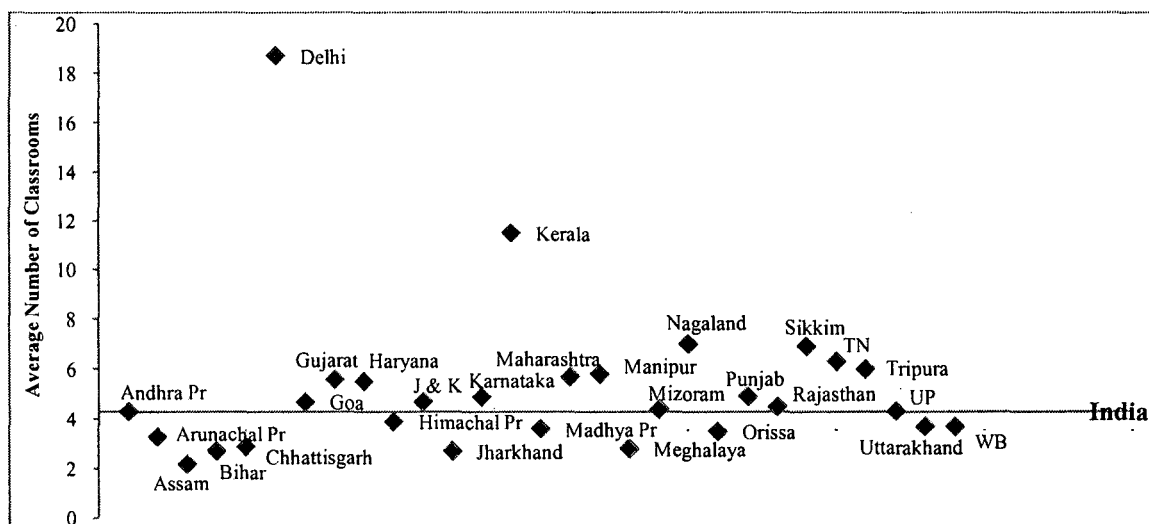 Average Number of Classrooms
20
18
16
14
12
10
8
6
4
2
0
Delhi
Kerala
Nagaland
Sikkim
TN
Gujarat
Haryana
Maharashtra
Manipur
Tripura
Andhra Pr
Goa
J & K
Karnataka
Mizoram
Punjab
Rajasthan
UP
India
Arunachal Pr
Himachal Pr
Madhya Pr
Orissa
Uttarakhand
WB
Assam
Bihar
Chhattisgarh
Jharkhand
Meghalaya